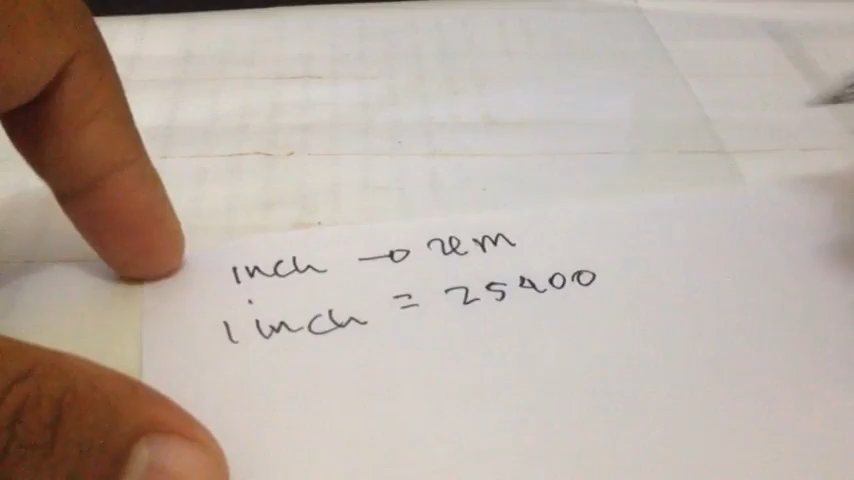 inch → um
1 inch = 25400